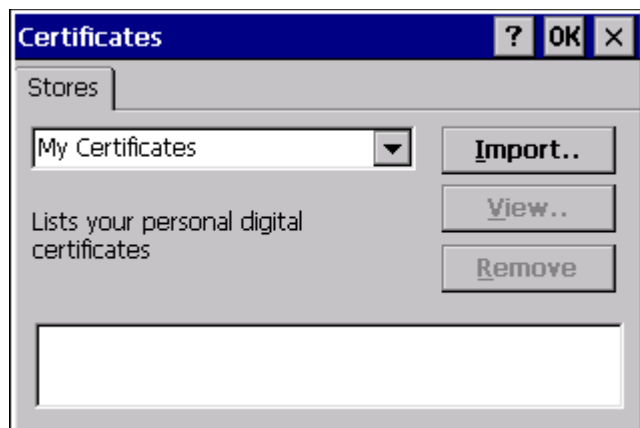 Certificates ? OK ×
Stores
My Certificates
Import..
Lists your personal digital
certificates
View..
Remove